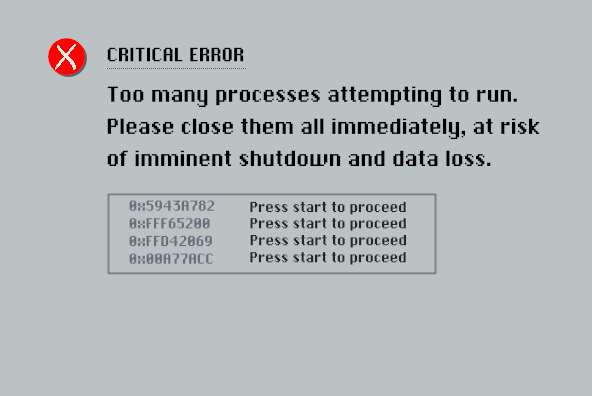 CRITICAL ERROR
Too many processes attempting to run.
Please close them all immediately, at risk
of imminent shutdown and data loss.
0x5943A782 Press start to proceed
0xFFF65200 Press start to proceed
0xFFD42069 Press start to proceed
0x00A77ACC Press start to proceed